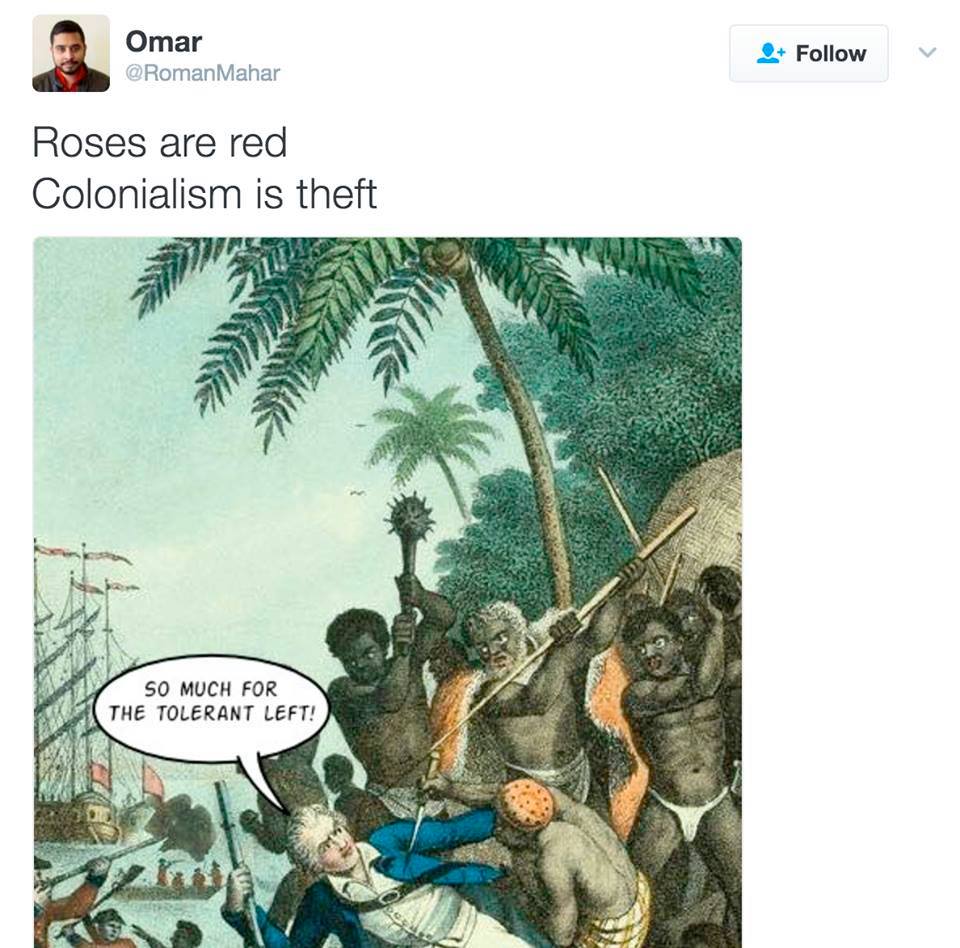 Omar
@RomanMahar
Follow
Roses are red
Colonialism is theft
SO MUCH FOR
THE TOLERANT LEFT!